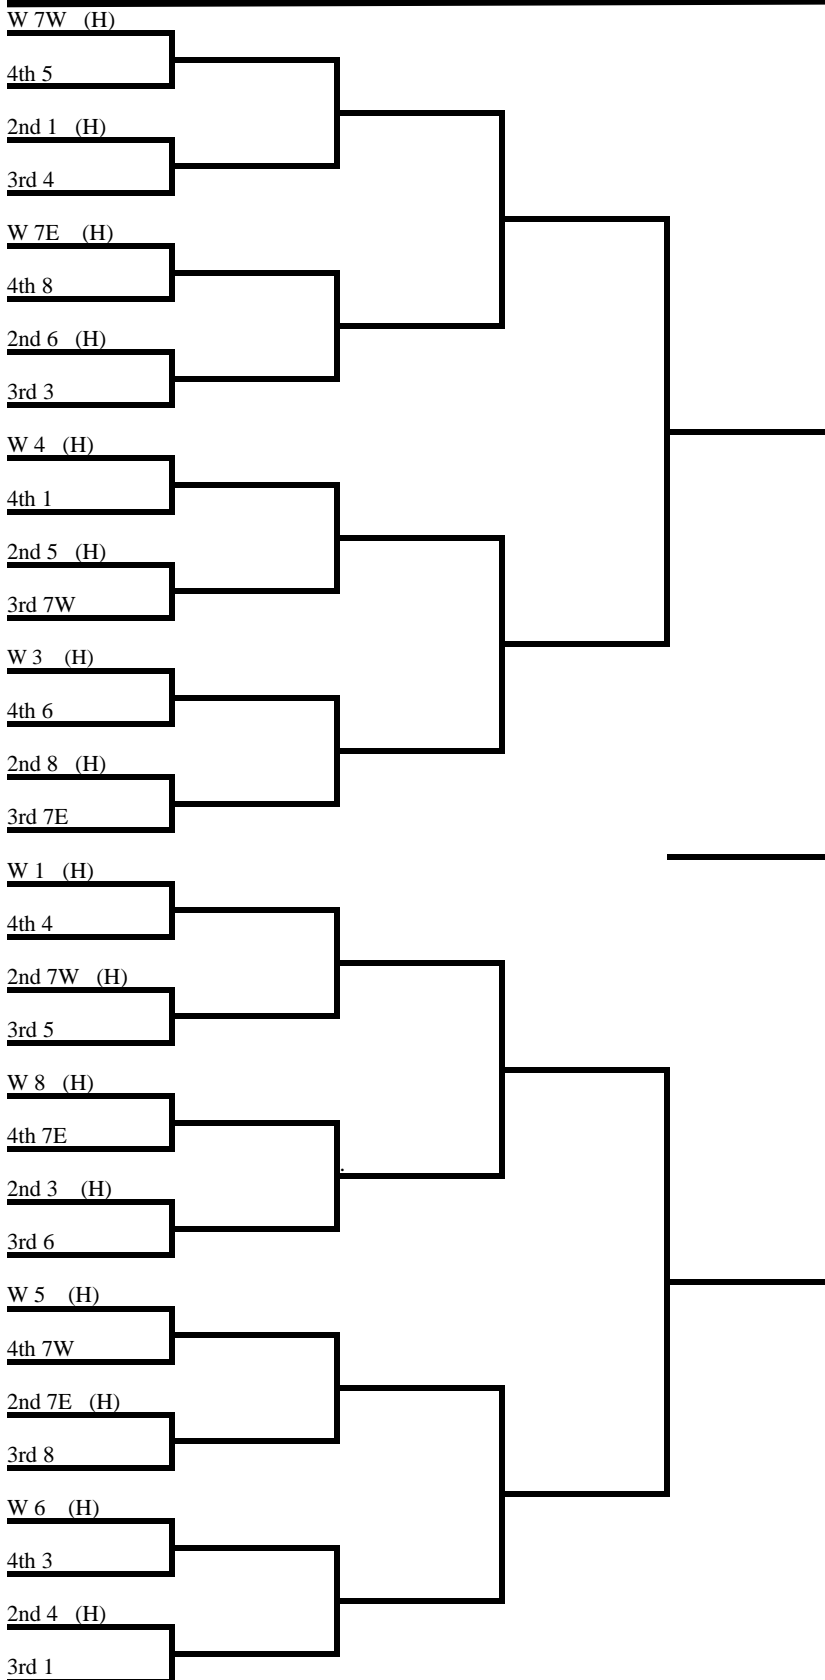 W 7W (H)
4th 5
2nd 1 (H)
3rd 4
W 7E (H)
4th 8
2nd 6 (H)
3rd 3
W 4 (H)
4th 1
2nd 5 (H)
3rd 7W
W 3 (H)
4th 6
2nd 8 (H)
3rd 7E
W 1 (H)
4th 4
2nd 7W (H)
3rd 5
W 8 (H)
4th 7E
2nd 3 (H)
3rd 6
W 5 (H)
4th 7W
2nd 7E (H)
3rd 8
W 6 (H)
4th 3
2nd 4 (H)
3rd 1